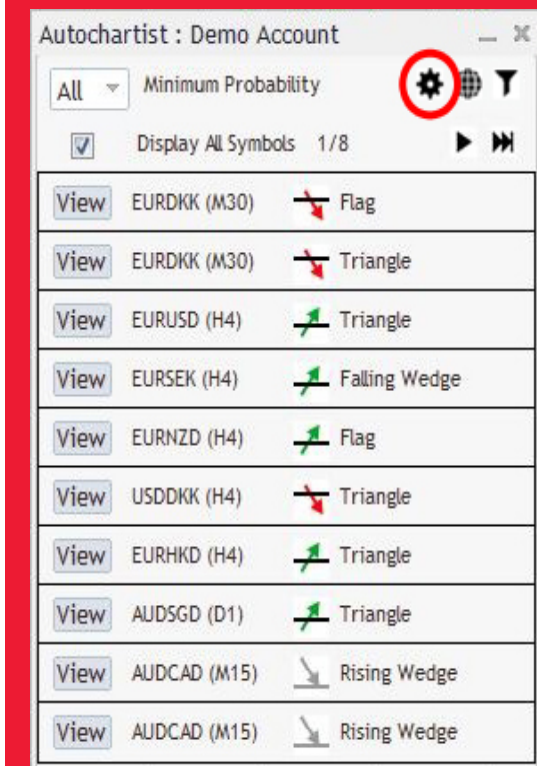 Autochartist : Demo Account
All Minimum Probability
Display All Symbols 1/8
View EURDKK (M30) Flag
View EURDKK (M30) Triangle
View EURUSD (H4) Triangle
View EURSEK (H4) Falling Wedge
View EURNZD (H4) Flag
View USDDKK (H4) Triangle
View EURHKD (H4) Triangle
View AUDSGD (D1) Triangle
View AUDCAD (M15) Rising Wedge
View AUDCAD (M15) Rising Wedge